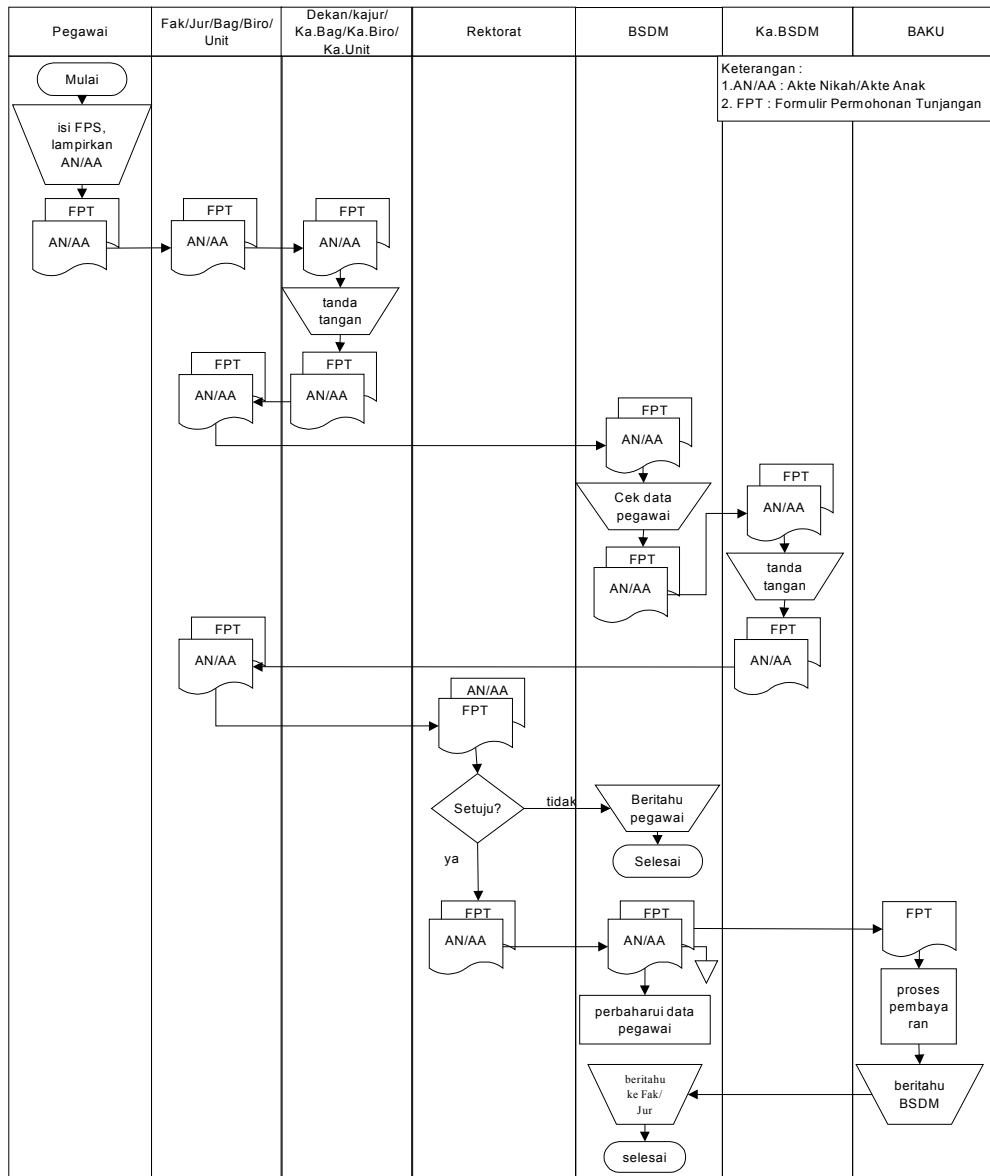 Pegawai
Fak/Jur/Bag/Biro/
Unit
Dekan/kajur/
Ka.Bag/Ka.Biro/
Ka.Unit
Rektorat
BSDM
Ka.BSDM
BAKU
Keterangan :
1.AN/AA : Akte Nikah/Akte Anak
2. FPT : Formulir Permohonan Tunjangan
Mulai
isi FPS,
lampirkan
AN/AA
FPT
AN/AA
FPT
AN/AA
FPT
AN/AA
tanda
tangan
FPT
AN/AA
FPT
AN/AA
FPT
AN/AA
Cek data
pegawai
FPT
AN/AA
FPT
AN/AA
tanda
tangan
FPT
AN/AA
FPT
AN/AA
AN/AA
FPT
Setuju?
tidak
Beritahu
pegawai
Selesai
ya
FPT
AN/AA
FPT
AN/AA
FPT
perbaharui data
pegawai
proses
pembaya
ran
beritahu
BSDM
beritahu
ke Fak/
Jur
selesai